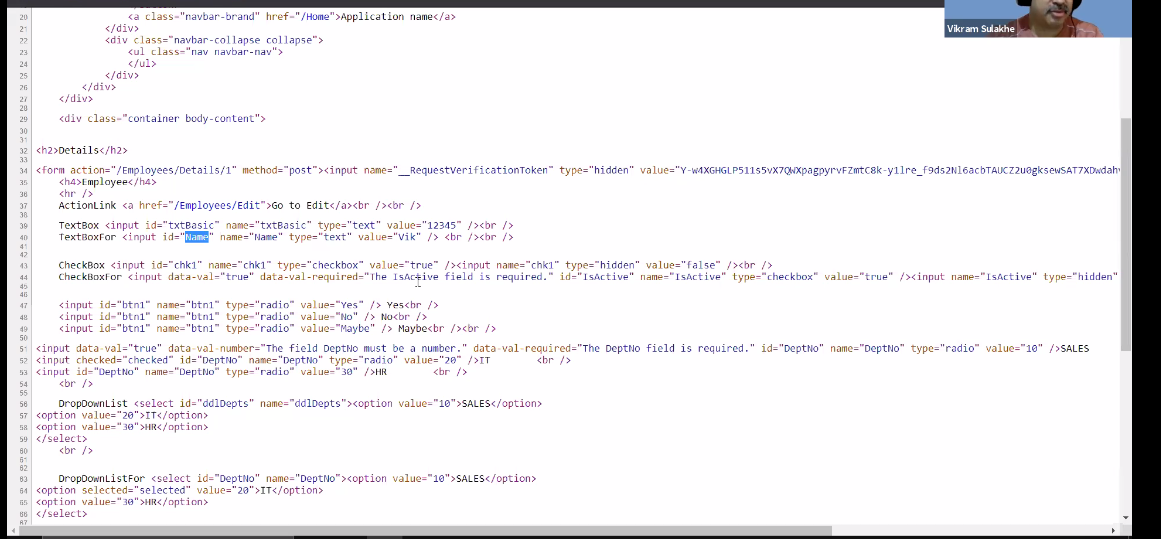 20 <a class="navbar-brand" href="/Home">Application name</a>
21 </div>
22 <div class="navbar-collapse collapse">
23 <ul class="nav navbar-nav">
24 </ul>
25 </div>
26 </div>
27 </div>
28
29 <div class="container body-content">
30
31
32 <h2>Details</h2>
33
34 <form action="/Employees/Details/1" method="post"><input name="__RequestVerificationToken" type="hidden"
35 <h4>Employee</h4>
36 <hr />
37 ActionLink <a href="/Employees/Edit">Go to Edit</a><br /><br />
39 TextBox <input id="txtBasic" name="txtBasic" type="text" value="12345" /><br />
40 TextBoxFor <input id="Name" name="Name" type="text" value="Vik" /> <br /><br />
41
42
43 CheckBox <input id="chk1" name="chk1" type="checkbox" value="true" /><input name="chk1" type="hidden" value="false" /><br />
44 CheckBoxFor <input data-val="true" data-val-required="The IsActive field is required." id="IsActive" name="IsActive" type="checkbox" value="true" /><input name="IsActive" type="hidden"
45
46
47 <input id="btn1" name="btn1" type="radio" value="Yes" /> Yes<br />
48 <input id="btn1" name="btn1" type="radio" value="No" /> No<br />
49 <input id="btn1" name="btn1" type="radio" value="Maybe" /> Maybe<br /><br />
50
51 <input data-val="true" data-val-number="The field DeptNo must be a number." data-val-required="The DeptNo field is required." id="DeptNo" name="DeptNo" type="radio" value="10" />SALES
52 <input checked="checked" id="DeptNo" name="DeptNo" type="radio" value="20" />IT <br />
53 <input id="DeptNo" name="DeptNo" type="radio" value="30" />HR <br />
54 <br />
55
56 DropDownList <select id="ddlDepts" name="ddlDepts"><option value="10">SALES</option>
57 <option value="20">IT</option>
58 <option value="30">HR</option>
59 </select>
60 <br />
61
62
63 DropDownListFor <select id="DeptNo" name="DeptNo"><option value="10">SALES</option>
64 <option selected="selected" value="20">IT</option>
65 <option value="30">HR</option>
66 </select>
67
Vikram Sulakhe